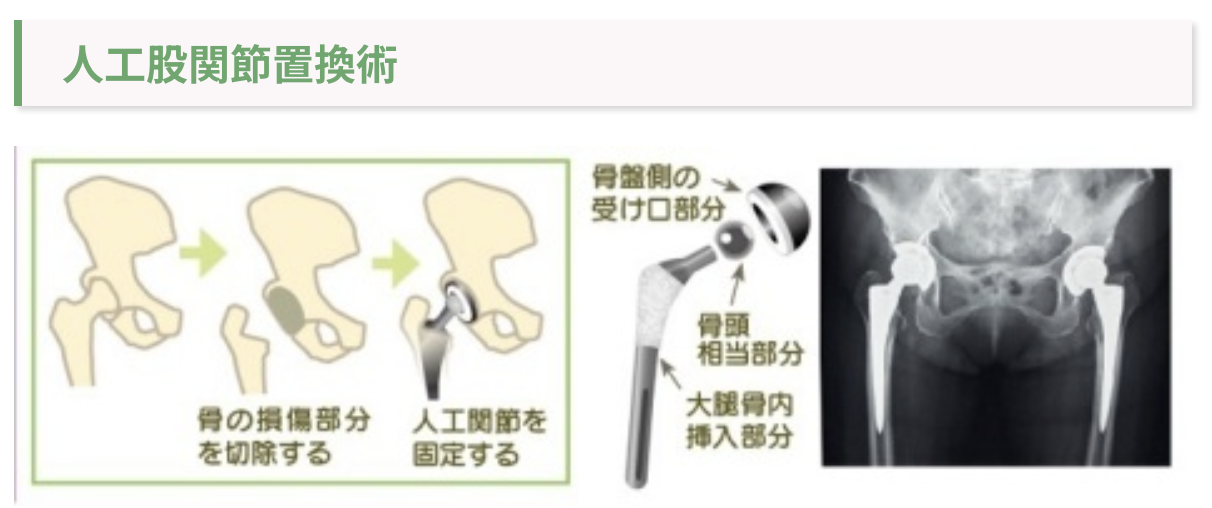 人工股関節置換術
骨の損傷部分
を切除する
人工関節を
固定する
骨盤側の
受け口部分
骨頭
相当部分
大腿骨内
挿入部分